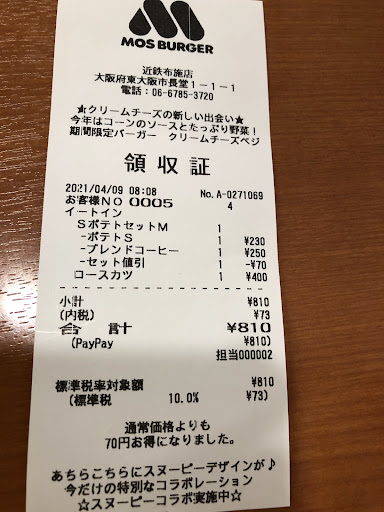 MOS BURGER
近鉄布施店
大阪府東大阪市長堂1-1-1
電話：06-6785-3720
★クリームチーズの新しい出会い★
今年はコーンのソースとたっぷり野菜！
期間限定バーガー　クリームチーズベジ
領収証
2021/04/09 08:08 No.A-0271069
お客様NO 0005 4
イートイン
SポテトセットM 1
-ポテトS 1 ¥230
-ブレンドコーヒー 1 ¥250
-セット値引 1 -¥70
ロースカツ 1 ¥400
小計 ¥810
(内税) ¥73
合計 ¥810
(PayPay ¥810)
担当000002
標準税率対象額 ¥810
(標準税 10.0% ¥73)
通常価格よりも
70円お得になりました。
あちらこちらにスヌーピーデザインが♪
今だけの特別なコラボレーション
☆スヌーピーコラボ実施中☆